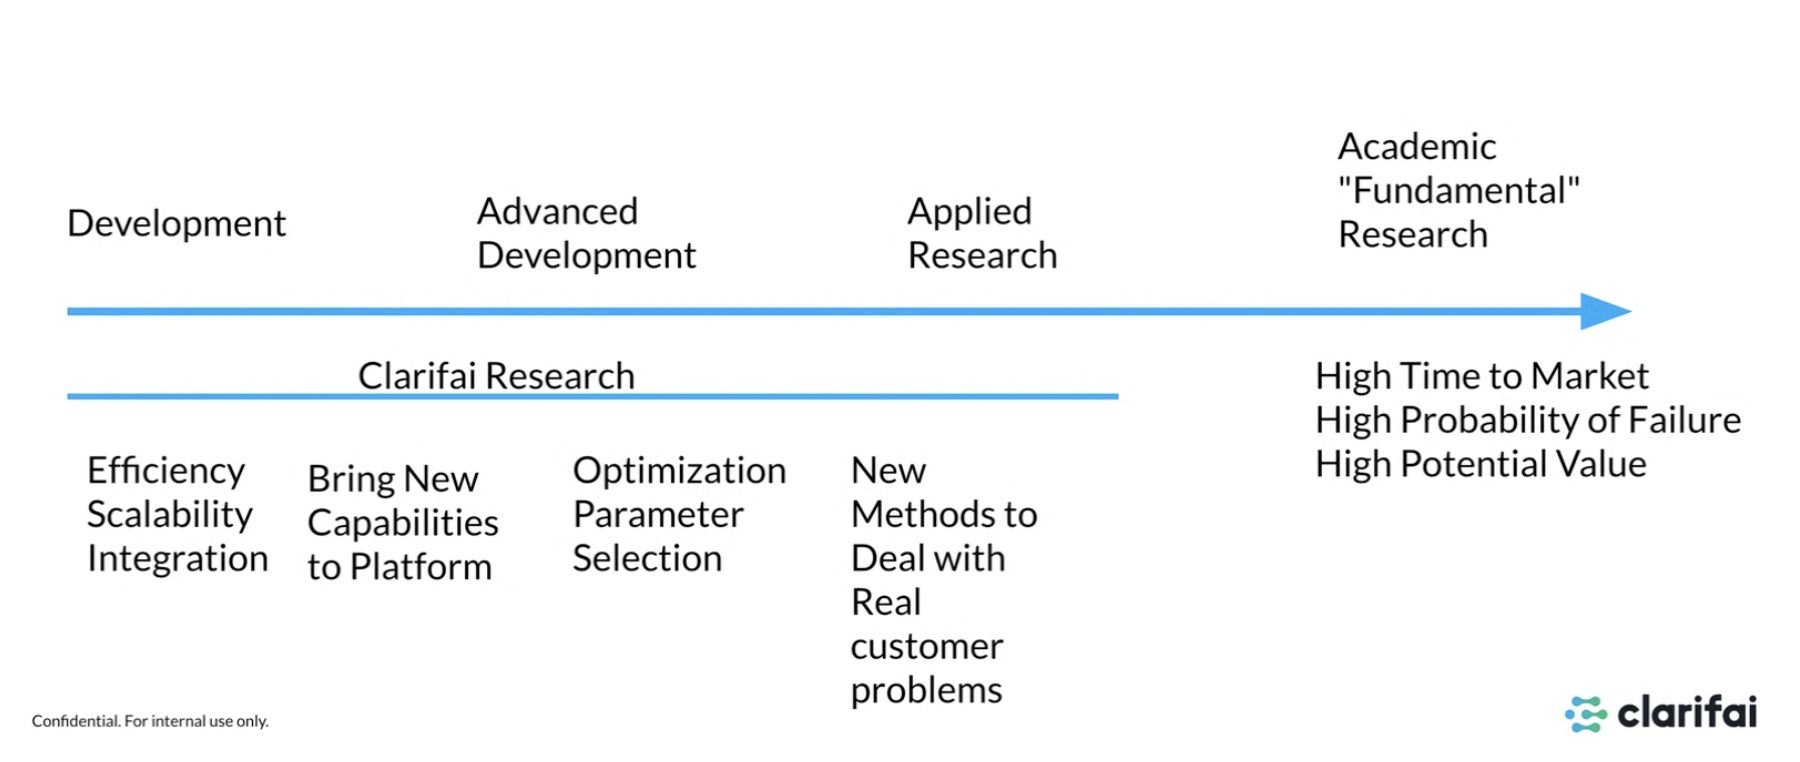 Development
Advanced
Development
Applied
Research
Academic
"Fundamental"
Research
Clarifai Research
High Time to Market
High Probability of Failure
High Potential Value
Efficiency
Scalability
Integration
Bring New
Capabilities
to Platform
Optimization
Parameter
Selection
New
Methods to
Deal with
Real
customer
problems
Confidential. For internal use only.
clarifai